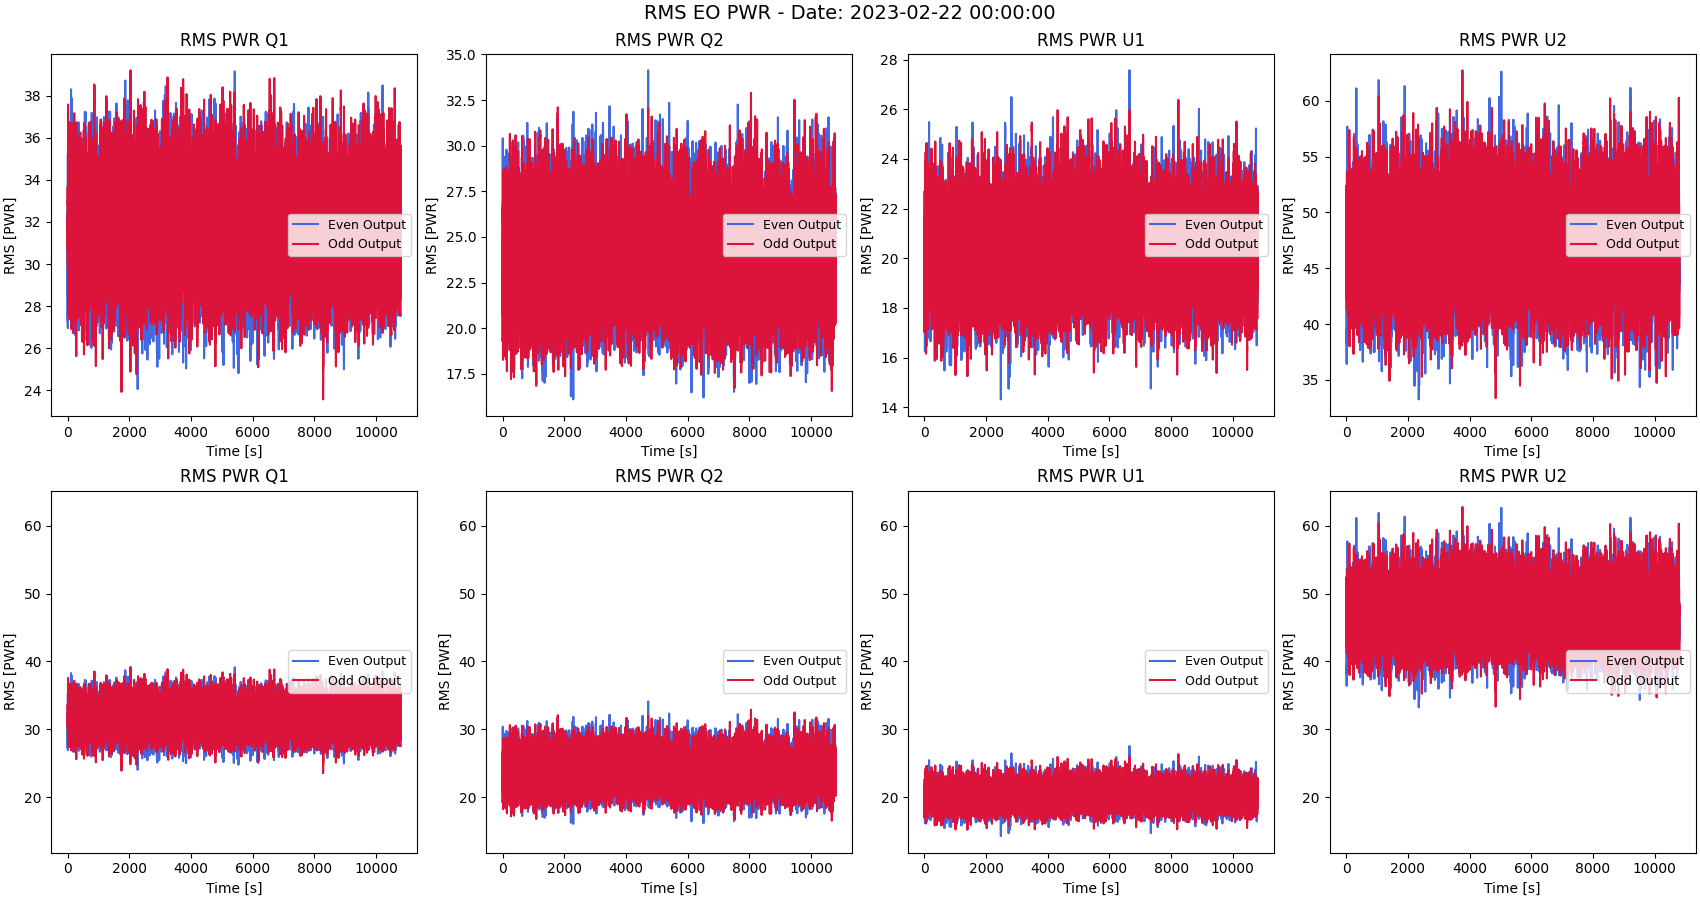 RMS EO PWR - Date: 2023-02-22 00:00:00
RMS PWR Q1
RMS [PWR]
38
36
34
32
30
28
26
24
0 2000 4000 6000 8000 10000
Time [s]
Even Output
Odd Output
RMS PWR Q2
RMS [PWR]
35.0
32.5
30.0
27.5
25.0
22.5
20.0
17.5
0 2000 4000 6000 8000 10000
Time [s]
Even Output
Odd Output
RMS PWR U1
RMS [PWR]
28
26
24
22
20
18
16
14
0 2000 4000 6000 8000 10000
Time [s]
Even Output
Odd Output
RMS PWR U2
RMS [PWR]
60
55
50
45
40
35
0 2000 4000 6000 8000 10000
Time [s]
Even Output
Odd Output
RMS PWR Q1
RMS [PWR]
60
50
40
30
20
0 2000 4000 6000 8000 10000
Time [s]
Even Output
Odd Output
RMS PWR Q2
RMS [PWR]
60
50
40
30
20
0 2000 4000 6000 8000 10000
Time [s]
Even Output
Odd Output
RMS PWR U1
RMS [PWR]
60
50
40
30
20
0 2000 4000 6000 8000 10000
Time [s]
Even Output
Odd Output
RMS PWR U2
RMS [PWR]
60
50
40
30
20
0 2000 4000 6000 8000 10000
Time [s]
Even Output
Odd Output